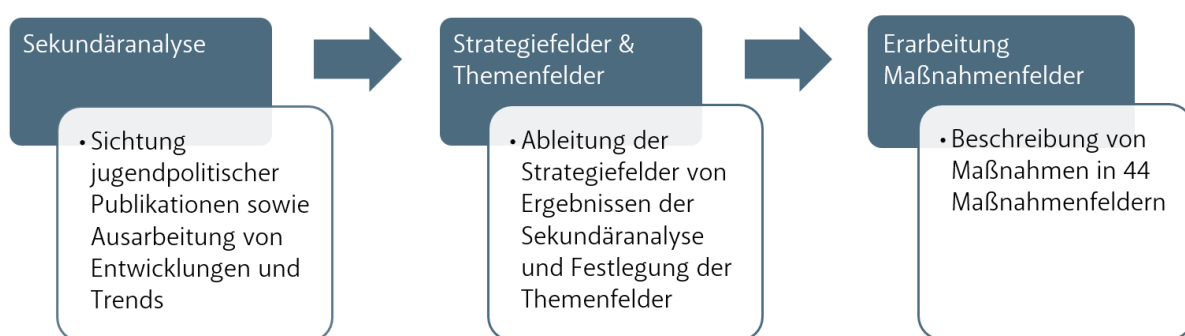 Sekundäranalyse
• Sichtung
jugendpolitischer
Publikationen sowie
Ausarbeitung von
Entwicklungen und
Trends
Strategiefelder &
Themenfelder
• Ableitung der
Strategiefelder von
Ergebnissen der
Sekundäranalyse
und Festlegung der
Themenfelder
Erarbeitung
Maßnahmenfelder
• Beschreibung von
Maßnahmen in 44
Maßnahmenfeldern